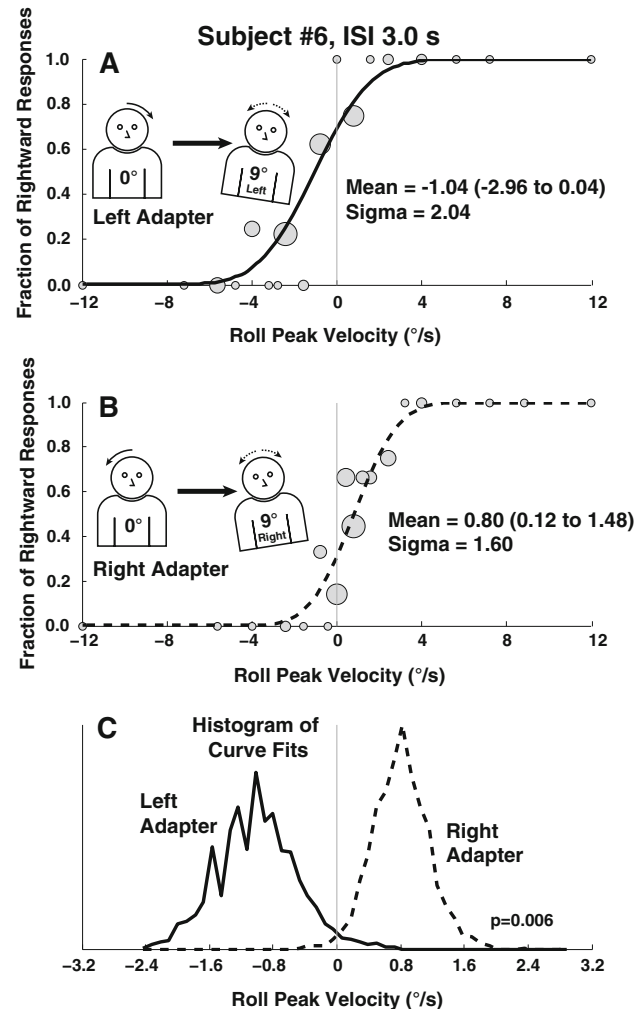 Subject #6, ISI 3.0 s
A
Fraction of Rightward Responses
1.0
0.8
0.6
0.4
0.2
0.0
0°
9°
Left
Left Adapter
Mean = -1.04 (-2.96 to 0.04)
Sigma = 2.04
−12 −8 −4 0 4 8 12
Roll Peak Velocity (°/s)
B
Fraction of Rightward Responses
1.0
0.8
0.6
0.4
0.2
0.0
0°
9°
Right
Right Adapter
Mean = 0.80 (0.12 to 1.48)
Sigma = 1.60
−12 −8 −4 0 4 8 12
Roll Peak Velocity (°/s)
C
Histogram of
Curve Fits
Left
Adapter
Right
Adapter
p=0.006
−3.2 −2.4 −1.6 −0.8 0 0.8 1.6 2.4 3.2
Roll Peak Velocity (°/s)